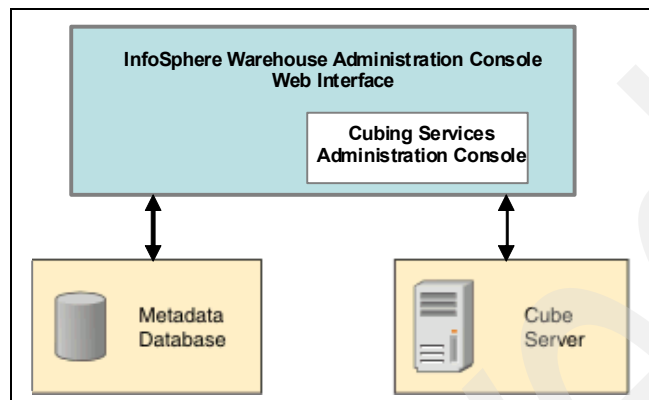 InfoSphere Warehouse Administration Console
Web Interface
Cubing Services
Administration Console
Metadata
Database
Cube
Server